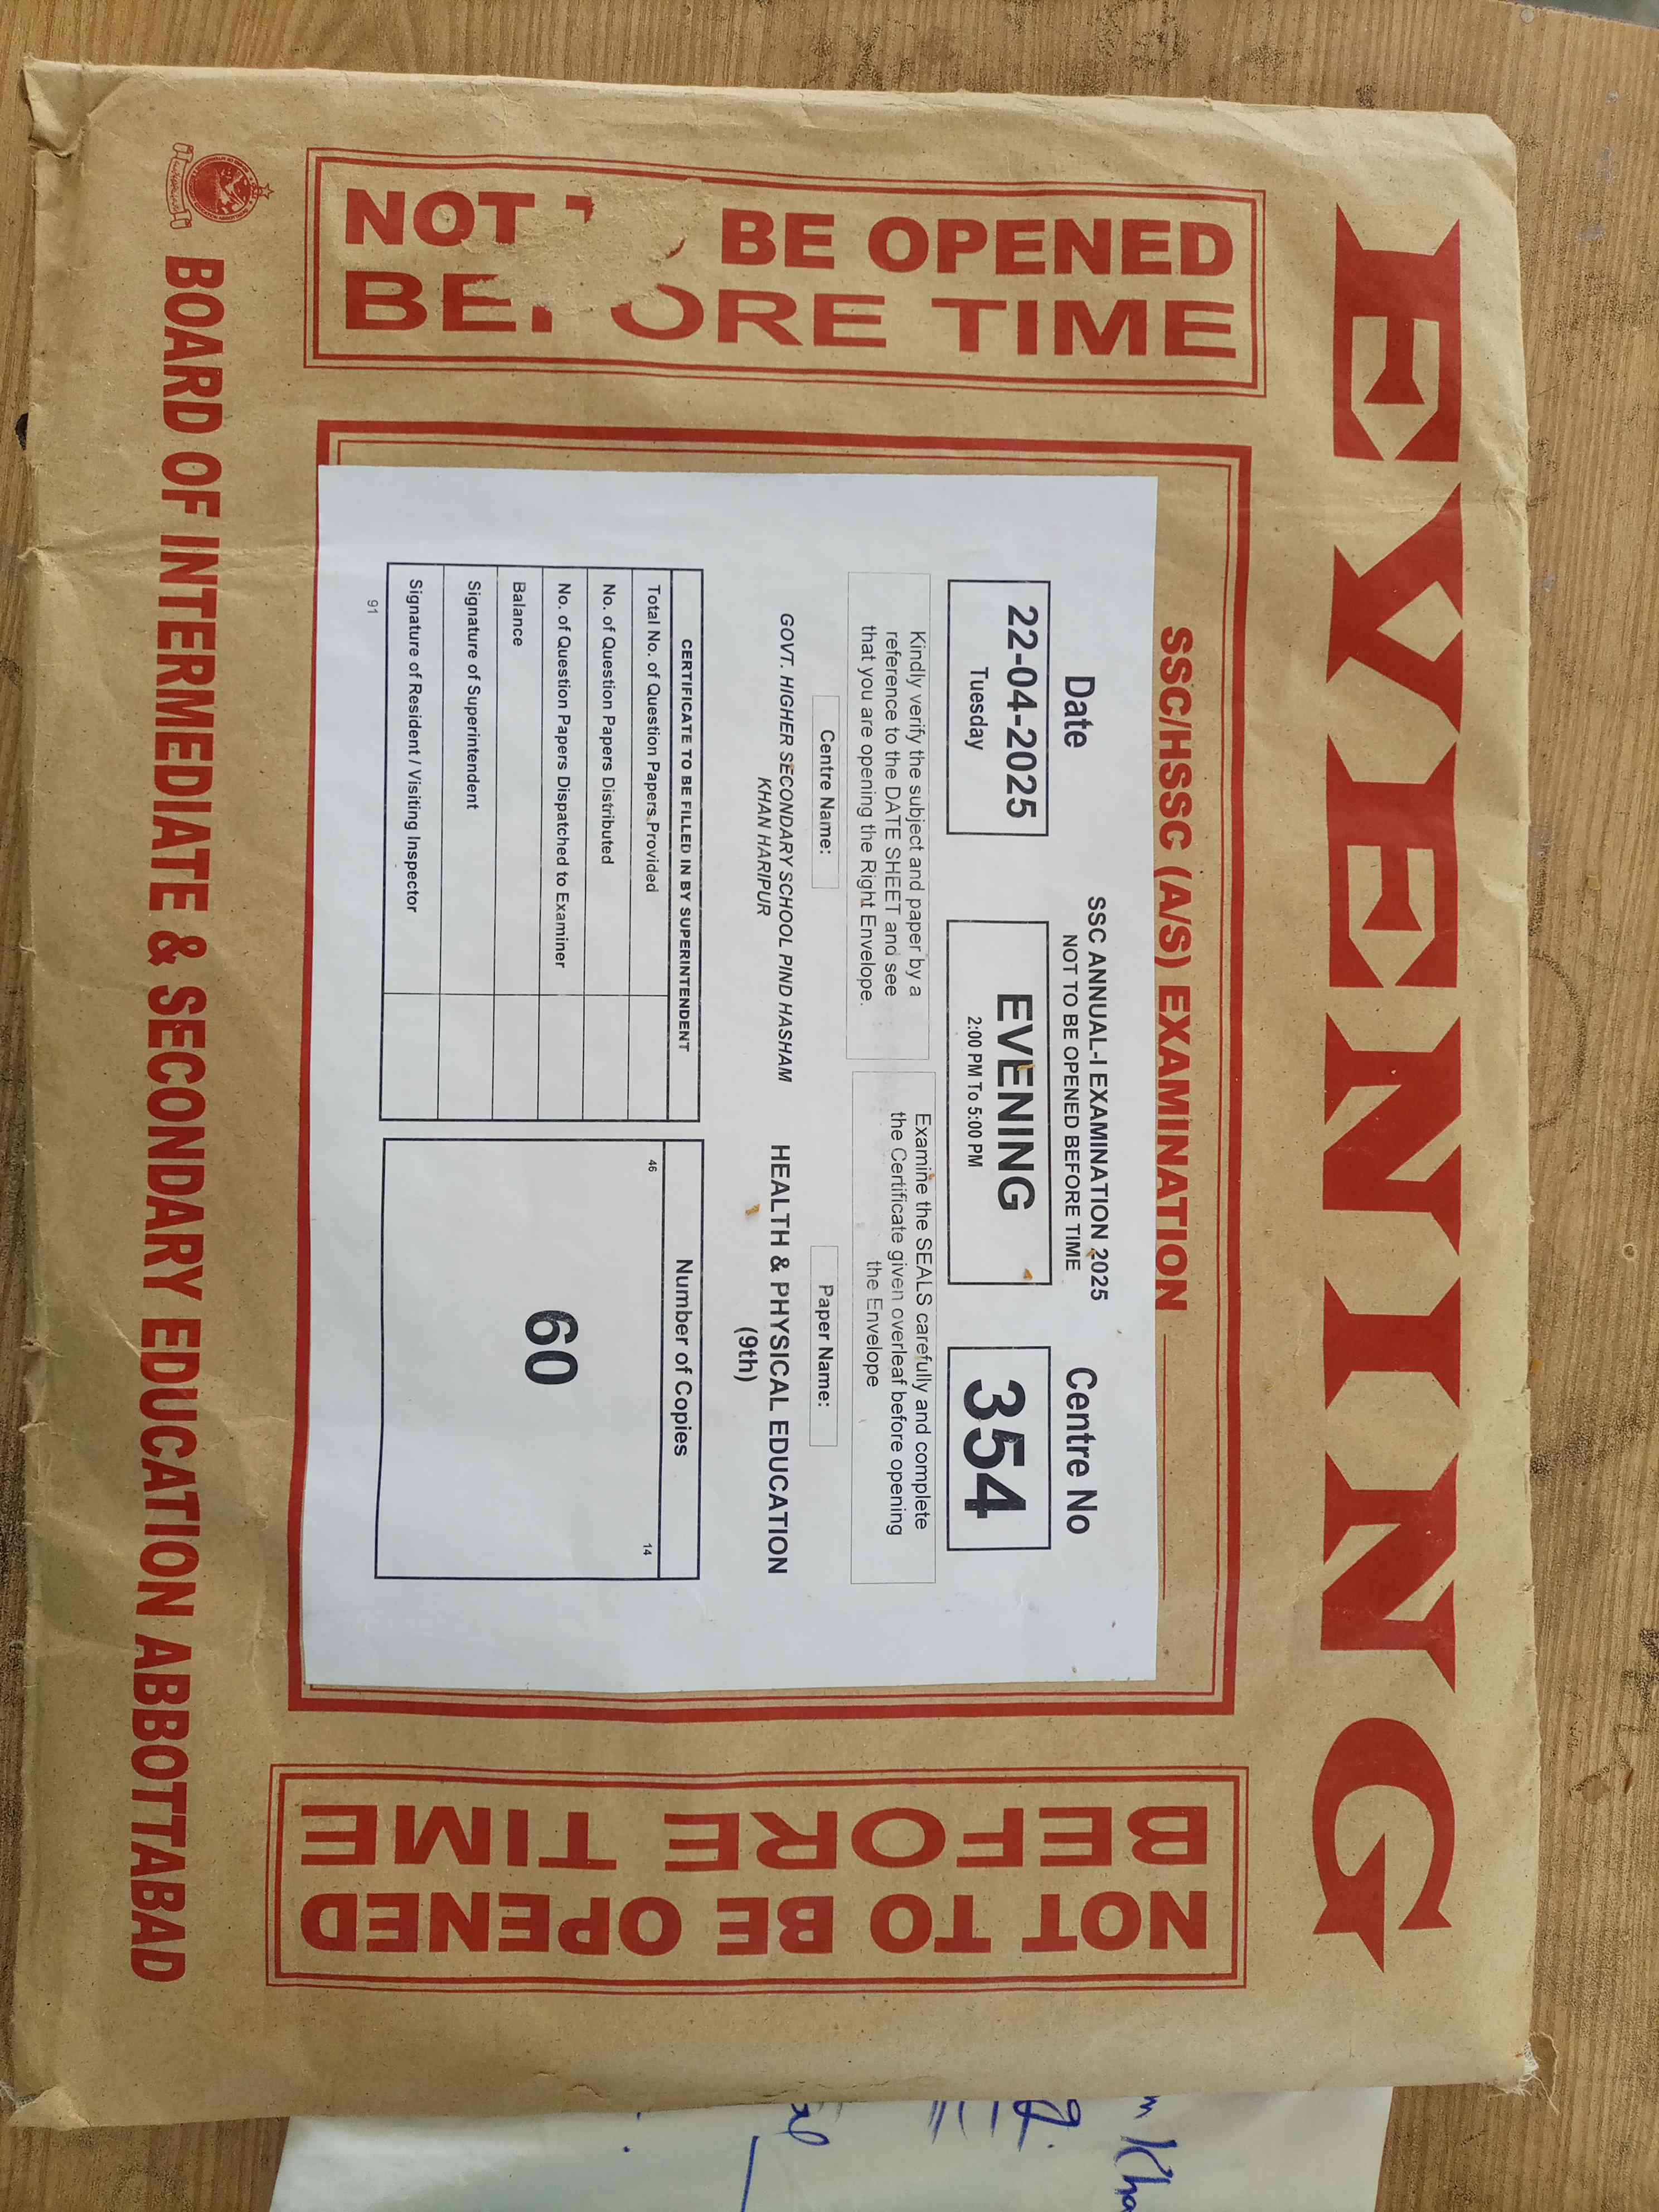 EVENING
SSC/HSSC (A/S) EXAMINATION
NOT BE OPENED
BEFORE TIME
SSC ANNUAL-I EXAMINATION 2025
NOT TO BE OPENED BEFORE TIME
Date
Centre No
22-04-2025
Tuesday
EVENING
2:00 PM To 5:00 PM
354
Kindly verify the subject and paper by a
reference to the DATE SHEET and see
that you are opening the Right Envelope.
Examine the SEALS carefully and complete
the Certificate given overleaf before opening
the Envelope
Centre Name:
Paper Name:
GOVT. HIGHER SECONDARY SCHOOL PIND HASHAM
KHAN HARIPUR
HEALTH & PHYSICAL EDUCATION
(9th)
CERTIFICATE TO BE FILLED IN BY SUPERINTENDENT
Total No. of Question Papers Provided
No. of Question Papers Distributed
No. of Question Papers Dispatched to Examiner
Balance
Signature of Superintendent
Signature of Resident / Visiting Inspector
Number of Copies
46
14
60
91
NOT TO BE OPENED
BEFORE TIME
BOARD OF INTERMEDIATE & SECONDARY EDUCATION ABBOTTABAD